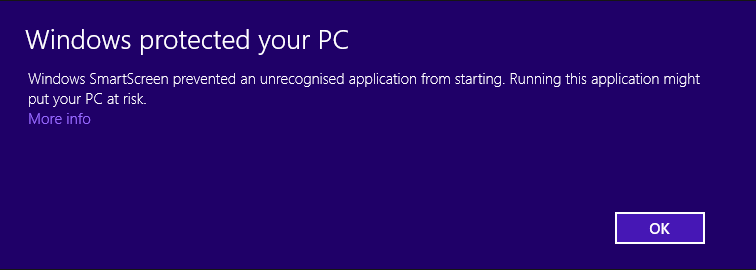 Windows protected your PC
Windows SmartScreen prevented an unrecognised application from starting. Running this application might
put your PC at risk.
More info
OK